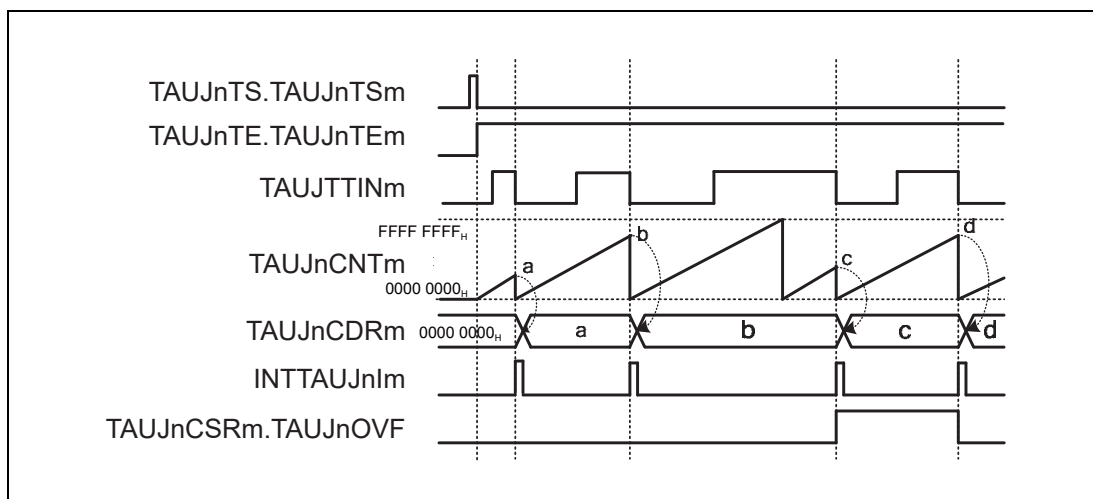 TAUJnTS.TAUJnTSm
TAUJnTE.TAUJnTEm
TAUJTTINm
FFFF FFFFH
TAUJnCNTm
0000 0000H
a
b
c
d
TAUJnCDRm
0000 0000H
a
b
c
d
INTTAUJnIm
TAUJnCSRm.TAUJnOVF